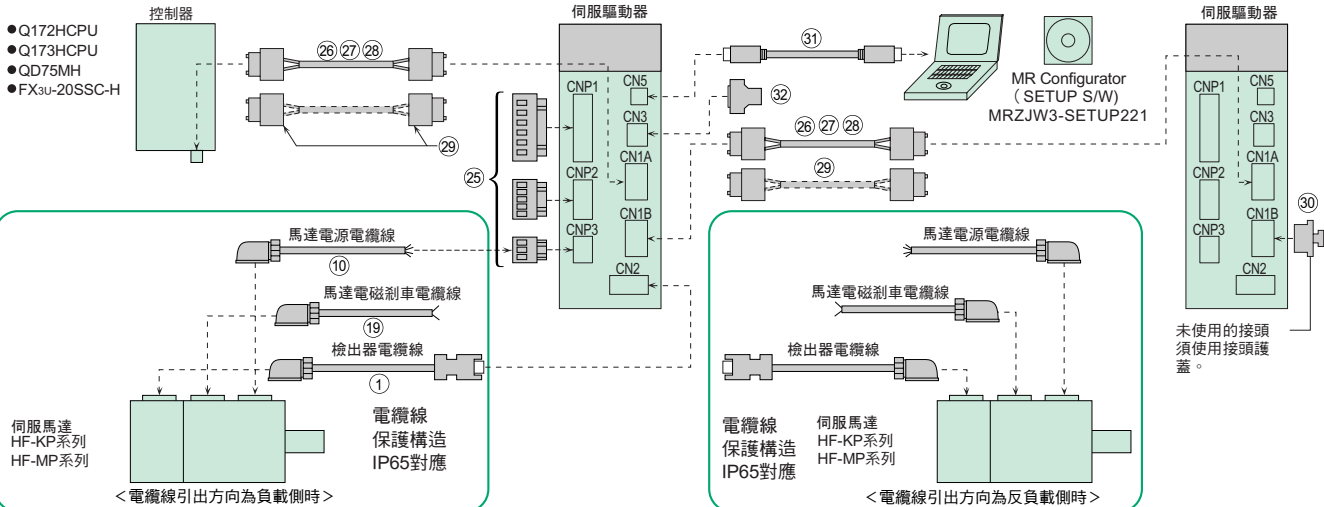 控制器
●Q172HCPU
●Q173HCPU
●QD75MH
●FX3U-20SSC-H
㉖ ㉗ ㉘
㉙
伺服驅動器
CNP1
CN5
CN3
CN1A
CNP2
CN1B
CNP3
CN2
㉕
㉛
㉜
MR Configurator
（SETUP S/W)
MRZJW3-SETUP221
㉖ ㉗ ㉘
㉙
伺服驅動器
CNP1
CN5
CN3
CN1A
CNP2
CN1B
CNP3
CN2
㉚
未使用的接頭
須使用接頭護
蓋。
馬達電源電纜線
⑩
馬達電磁剎車電纜線
⑲
檢出器電纜線
①
伺服馬達
HF-KP系列
HF-MP系列
電纜線
保護構造
IP65對應
＜電纜線引出方向為負載側時＞
馬達電源電纜線
馬達電磁剎車電纜線
檢出器電纜線
電纜線
保護構造
IP65對應
伺服馬達
HF-KP系列
HF-MP系列
＜電纜線引出方向為反負載側時＞